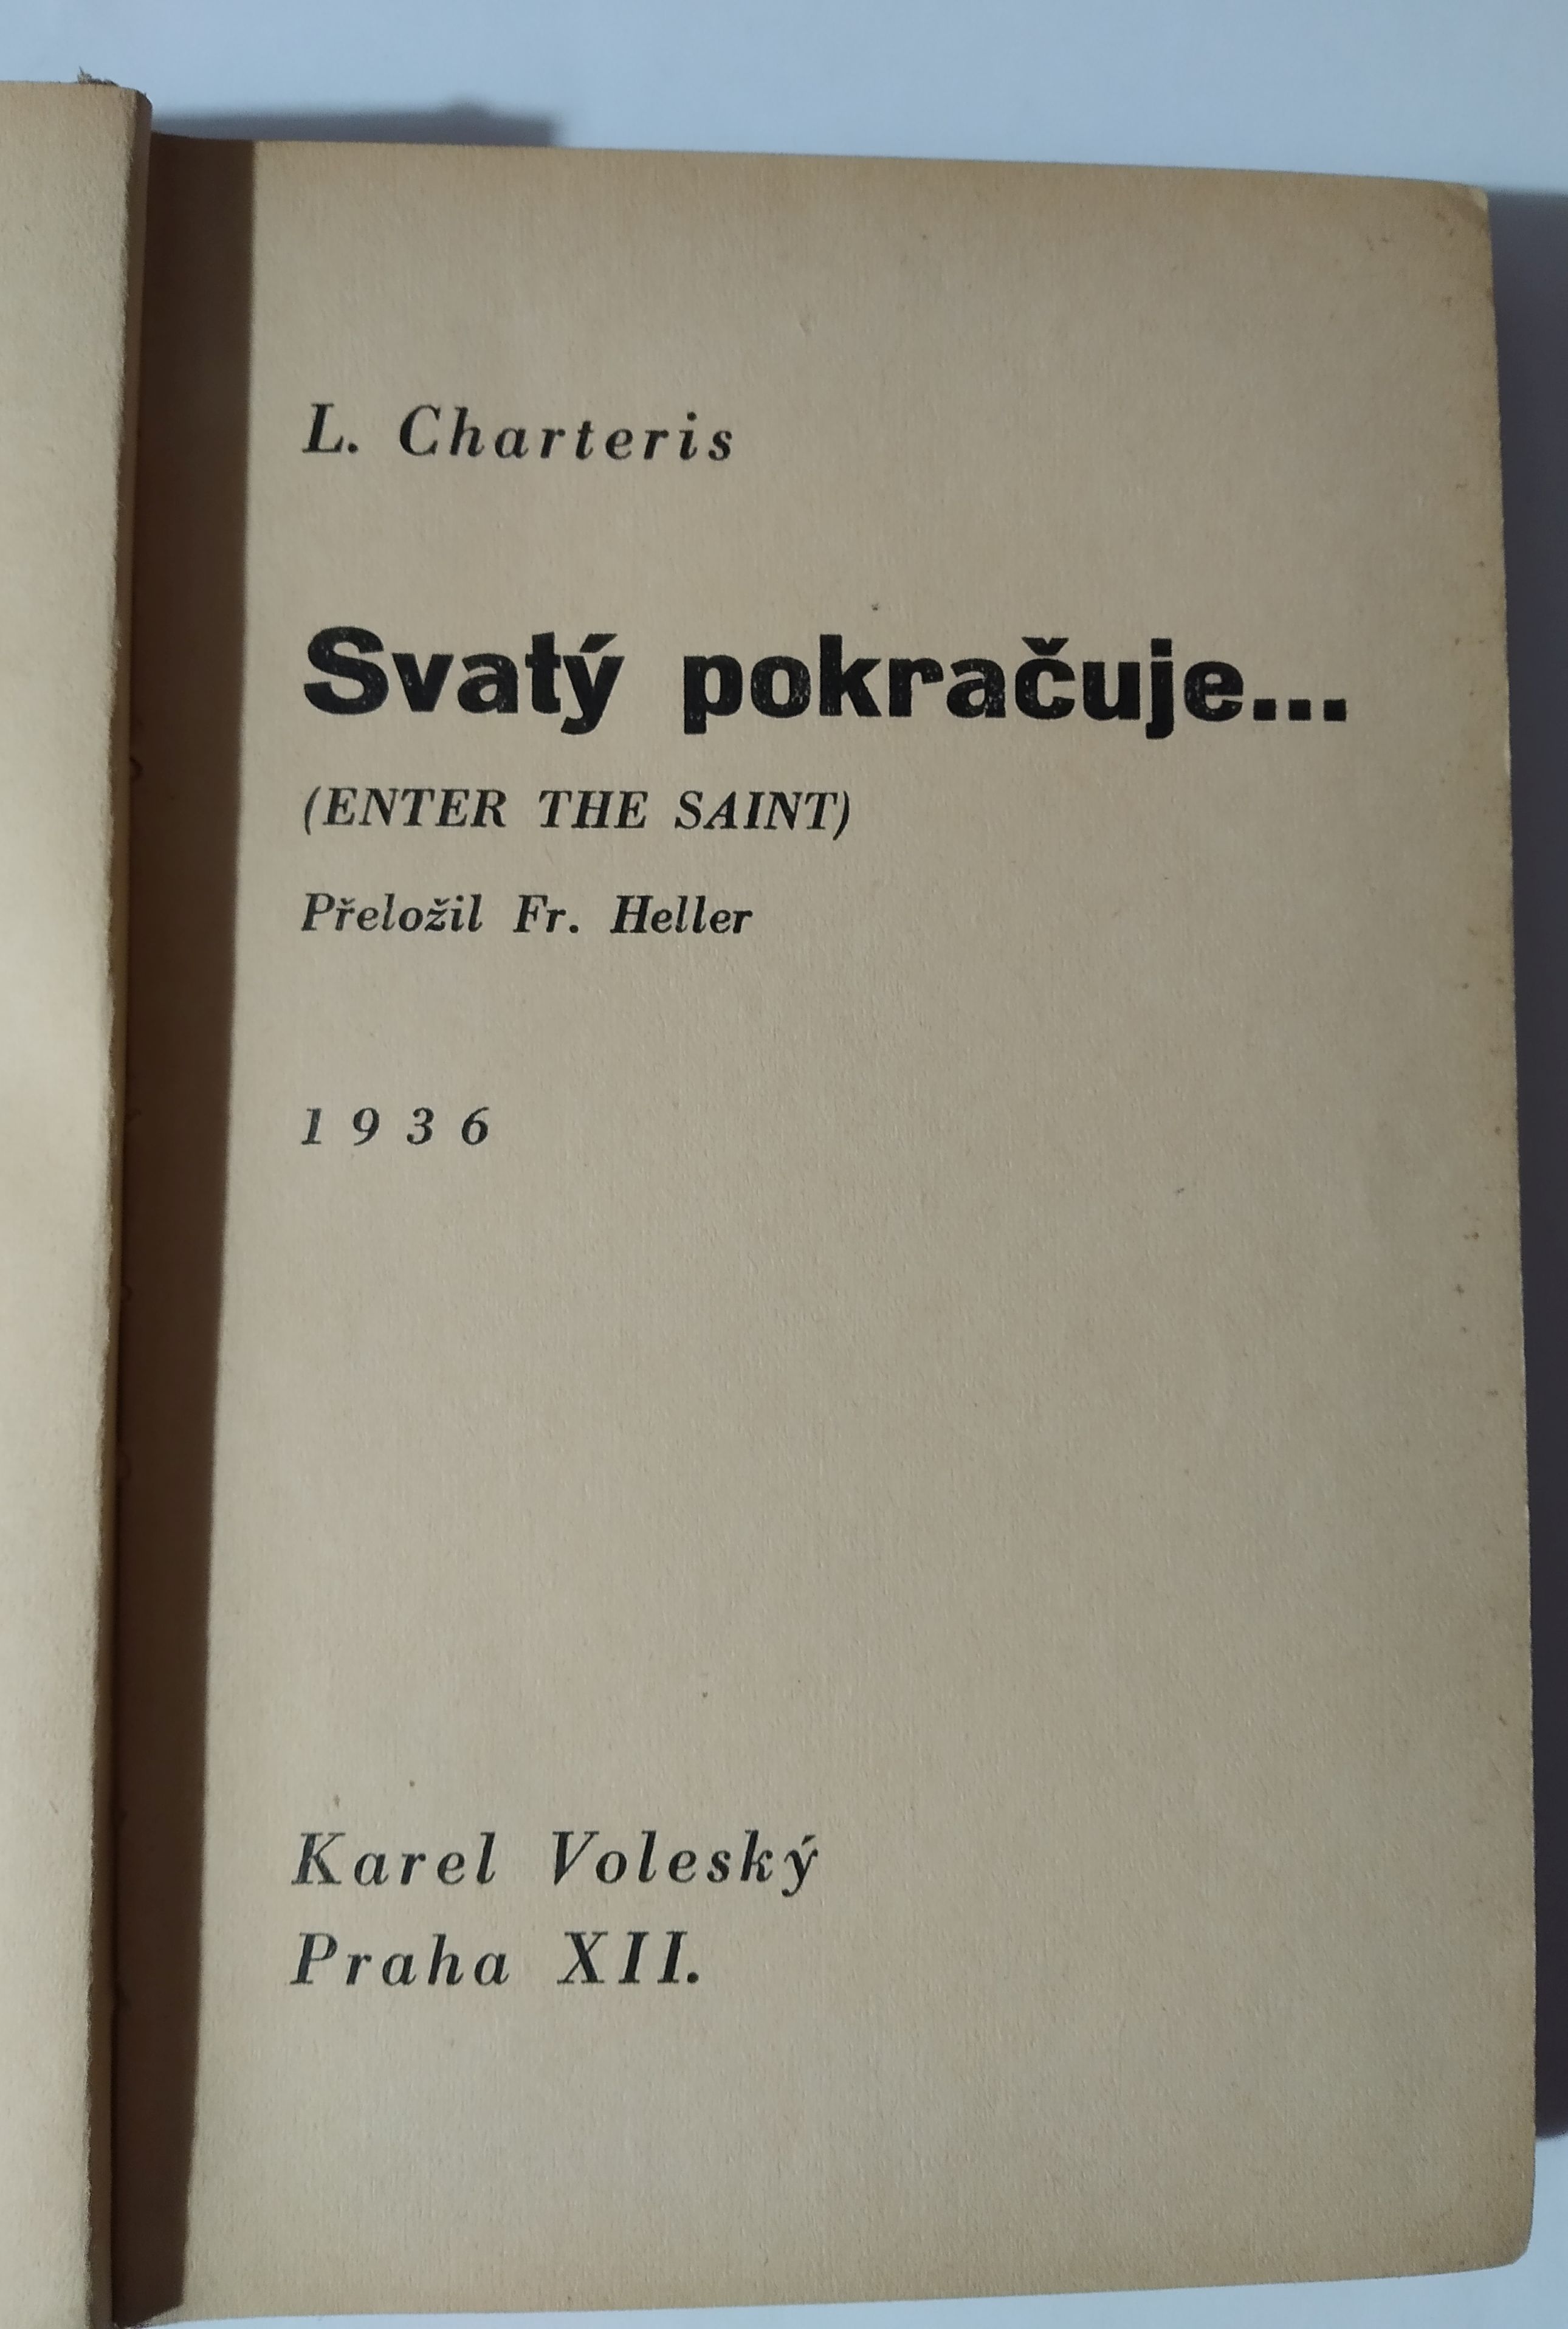 L. Charteris
Svatý pokračuje...
(ENTER THE SAINT)
Přeložil Fr. Heller
1936
Karel Voleský
Praha XII.